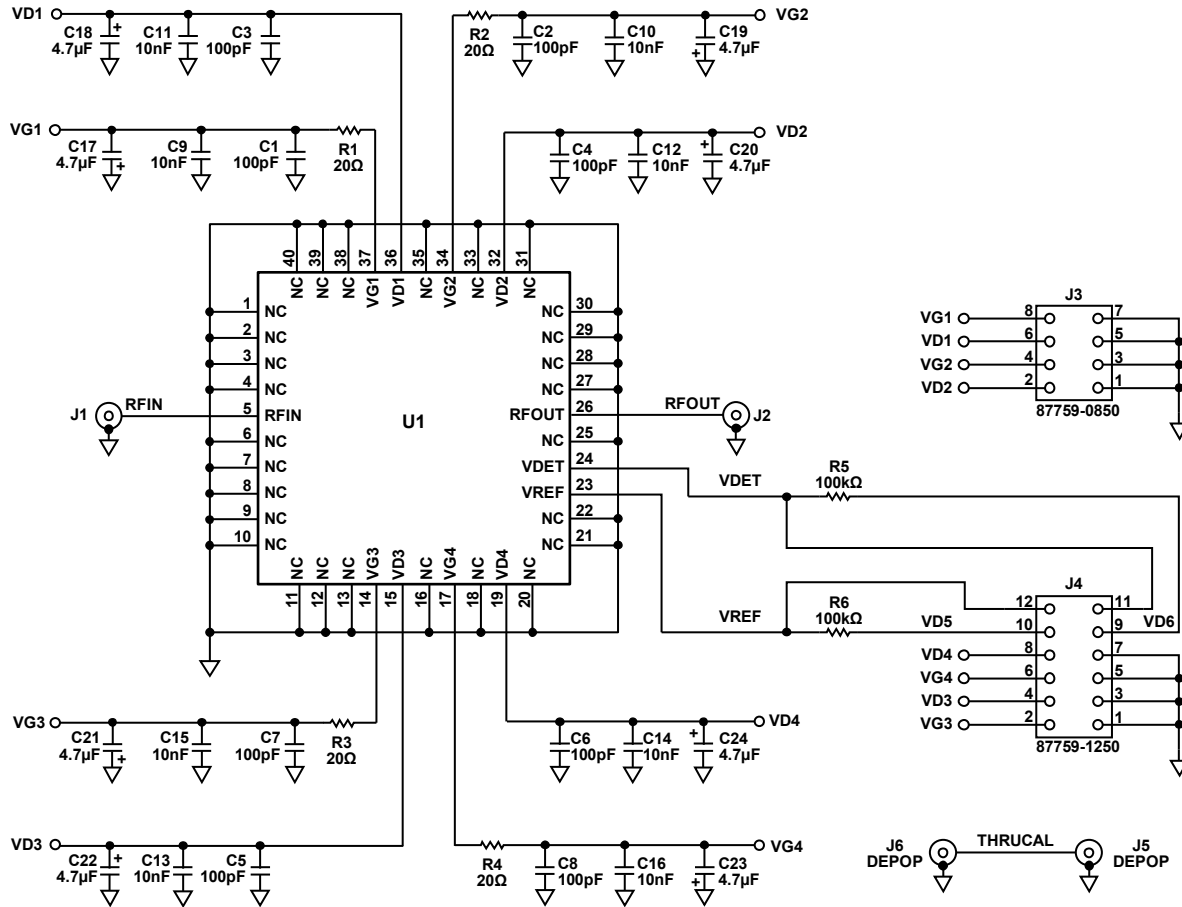 VD1
C18
4.7µF
+
C11
10nF
C3
100pF
R2
20Ω
C2
100pF
C10
10nF
C19
4.7µF
+
VG2
VG1
C17
4.7µF
+
C9
10nF
C1
100pF
R1
20Ω
C4
100pF
C12
10nF
+
C20
4.7µF
VD2
40
39
38
37
36
35
34
33
32
31
NC
NC
NC
VG1
VD1
NC
VG2
NC
VD2
NC
1 NC
2 NC
3 NC
4 NC
5 RFIN
6 NC
7 NC
8 NC
9 NC
10 NC
J1
RFIN
U1
NC 30
NC 29
NC 28
NC 27
RFOUT 26
NC 25
VDET 24
VREF 23
NC 22
NC 21
RFOUT
J2
NC
NC
NC
VG3
VD3
NC
VG4
NC
VD4
NC
11
12
13
14
15
16
17
18
19
20
J3
VG1 8 7
VD1 6 5
VG2 4 3
VD2 2 1
87759-0850
VDET
R5
100kΩ
VREF
R6
100kΩ
VD5
VD6
J4
12 11
10 9
VD4 8 7
VG4 6 5
VD3 4 3
VG3 2 1
87759-1250
VG3
C21
4.7µF
+
C15
10nF
C7
100pF
R3
20Ω
C6
100pF
C14
10nF
+
C24
4.7µF
VD4
VD3
C22
4.7µF
+
C13
10nF
C5
100pF
R4
20Ω
C8
100pF
C16
10nF
C23
4.7µF
+
VG4
J6
DEPOP
THRUCAL
J5
DEPOP